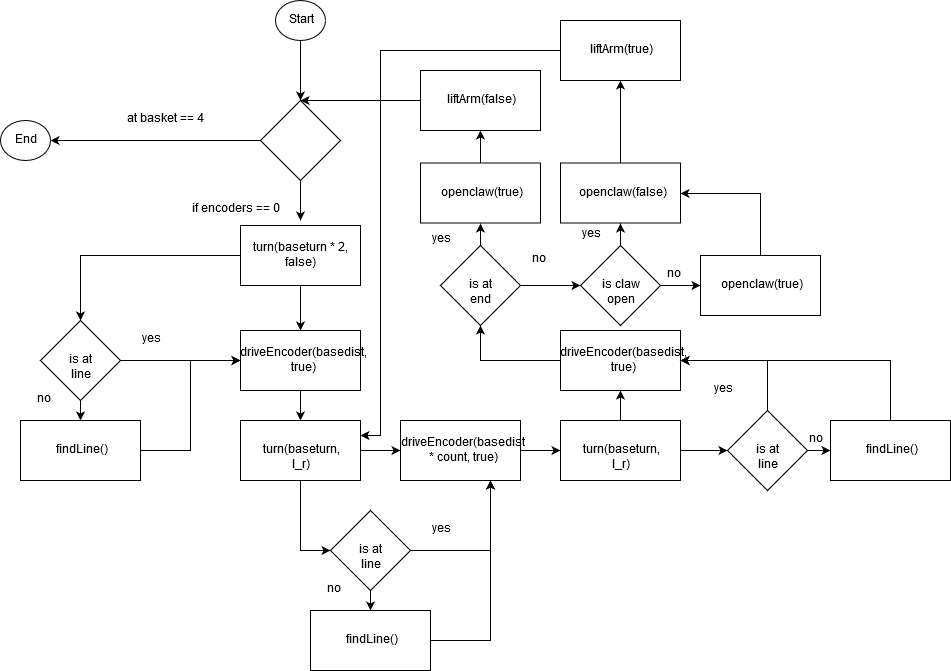 Start
liftArm(true)
liftArm(false)
at basket == 4
End
openclaw(true)
openclaw(false)
if encoders == 0
yes
yes
turn(baseturn * 2,
false)
no
no
is at
end
is claw
open
openclaw(true)
yes
is at
line
driveEncoder(basedist,
true)
driveEncoder(basedist,
true)
no
yes
findLine()
turn(baseturn,
l_r)
driveEncoder(basedist
* count, true)
turn(baseturn,
l_r)
is at
line
no
findLine()
yes
is at
line
no
findLine()